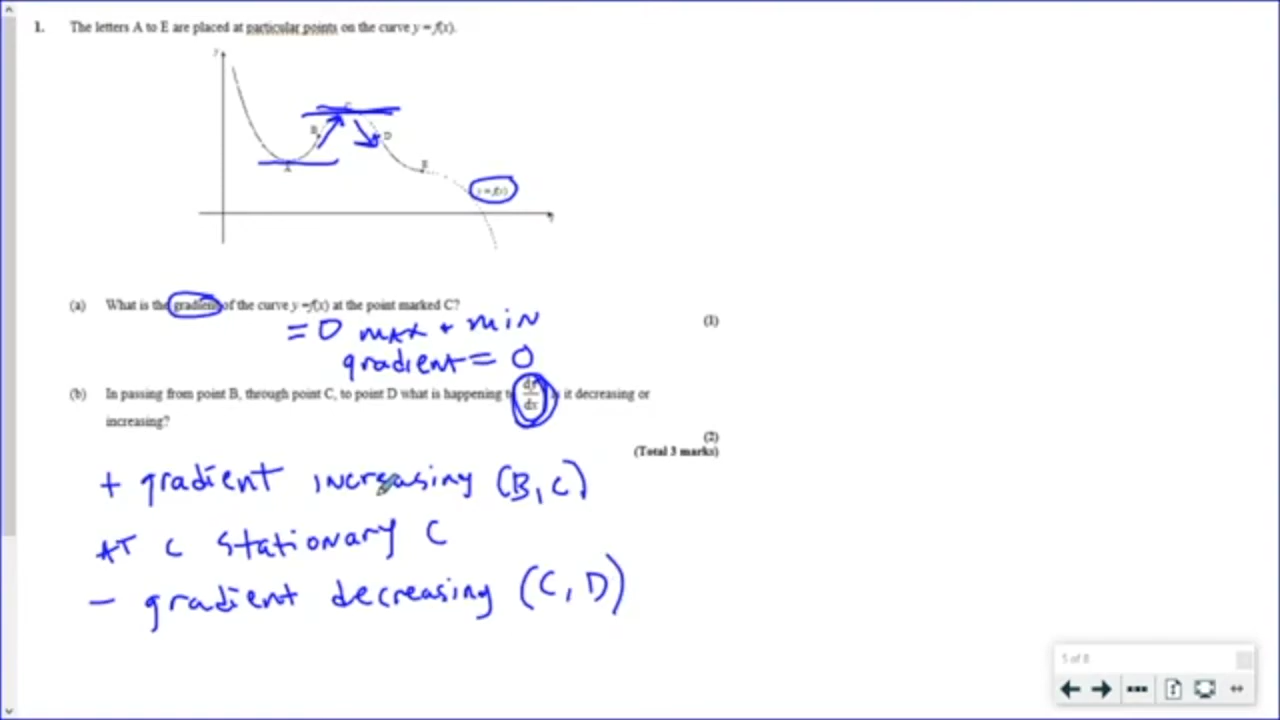 1. The letters A to E are placed at particular points on the curve y = f(x).
y
C
B
D
A
E
y = f(x)
x
(a) What is the gradient of the curve y =f(x) at the point marked C?
(1)
= 0 max + min
gradient = 0
(b) In passing from point B, through point C, to point D what is happening to dy/dx is it decreasing or
increasing?
(2)
(Total 3 marks)
+ gradient increasing (B, C)
AT C stationary C
- gradient decreasing (C, D)
5 of 8